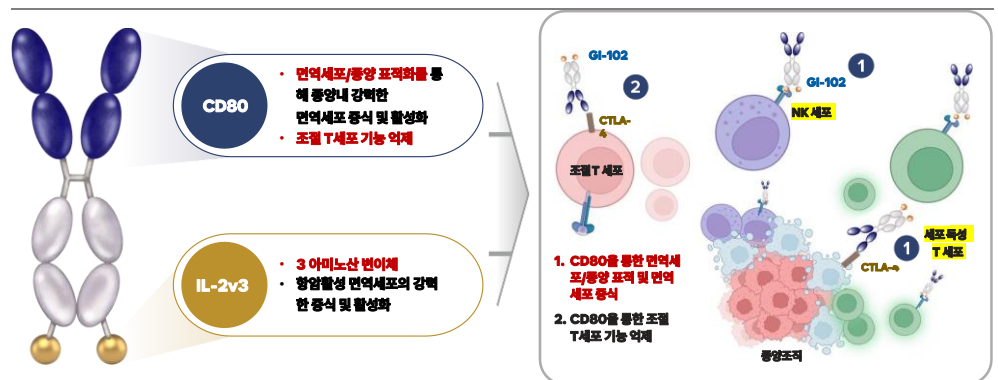 CD80
• 면역세포/종양 표적화를 통
해 종양내 강력한
면역세포 증식 및 활성화
• 조절 T세포 기능 억제
IL-2v3
• 3 아미노산 변이체
• 항암활성 면역세포의 강력
한 증식 및 활성화
GI-102
2
CTLA-
4
조절 T 세포
1
GI-102
NK 세포
1
세포 독성
T 세포
CTLA-4
1. CD80을 통한 면역세
포/종양 표적 및 면역
세포 증식
2. CD80을 통한 조절
T세포 기능 억제
종양조직